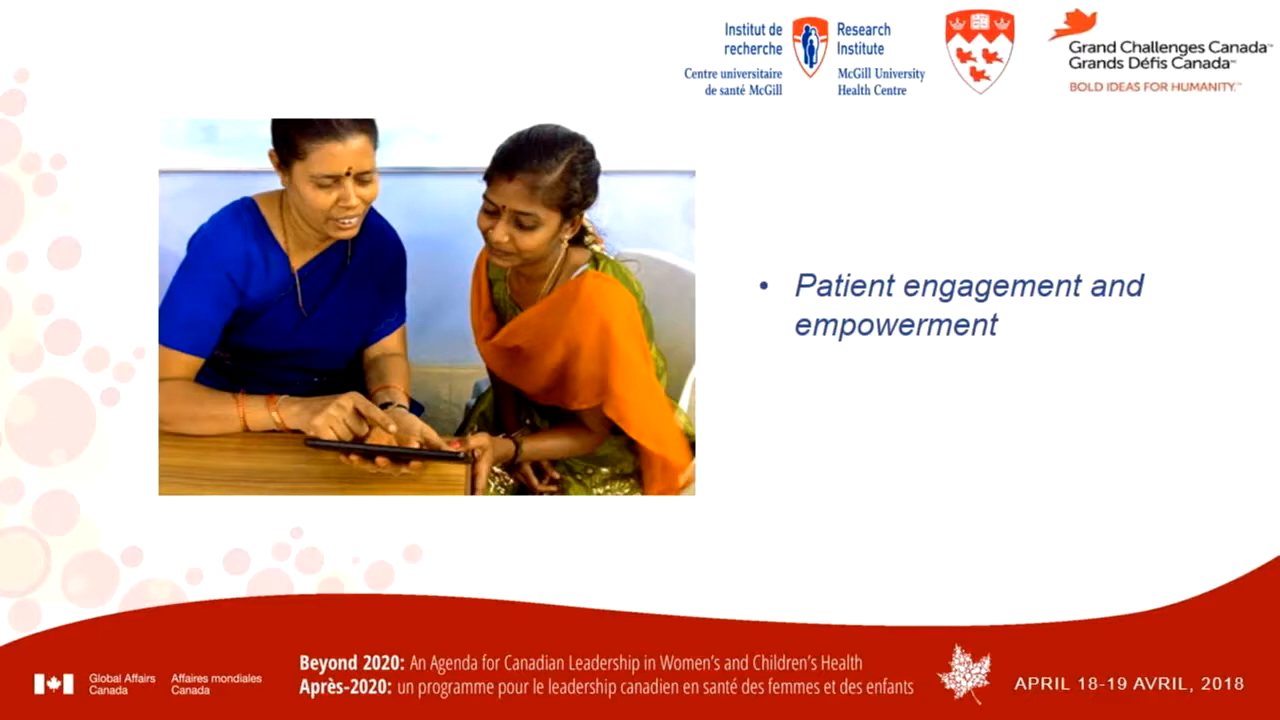 Institut de
recherche
Centre universitaire
de santé McGill
Research
Institute
McGill University
Health Centre
Grand Challenges Canada™
Grands Défis Canada
BOLD IDEAS FOR HUMANITY.™
• Patient engagement and
empowerment
Global Affairs
Canada
Affaires mondiales
Canada
Beyond 2020: An Agenda for Canadian Leadership in Women's and Children's Health
Après-2020: un programme pour le leadership canadien en santé des femmes et des enfants
APRIL 18-19 AVRIL, 2018